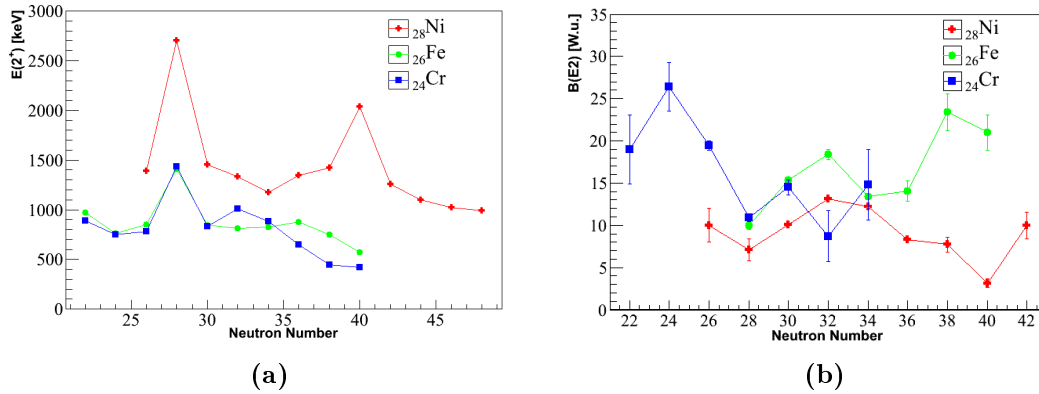 E(2⁺) [keV]
3000
2500
2000
1500
1000
500
0
25 30 35 40 45
Neutron Number
₂₈Ni
₂₆Fe
₂₄Cr
(a)
B(E2) [W.u.]
35
30
25
20
15
10
5
0
22 24 26 28 30 32 34 36 38 40 42
Neutron Number
₂₈Ni
₂₆Fe
₂₄Cr
(b)